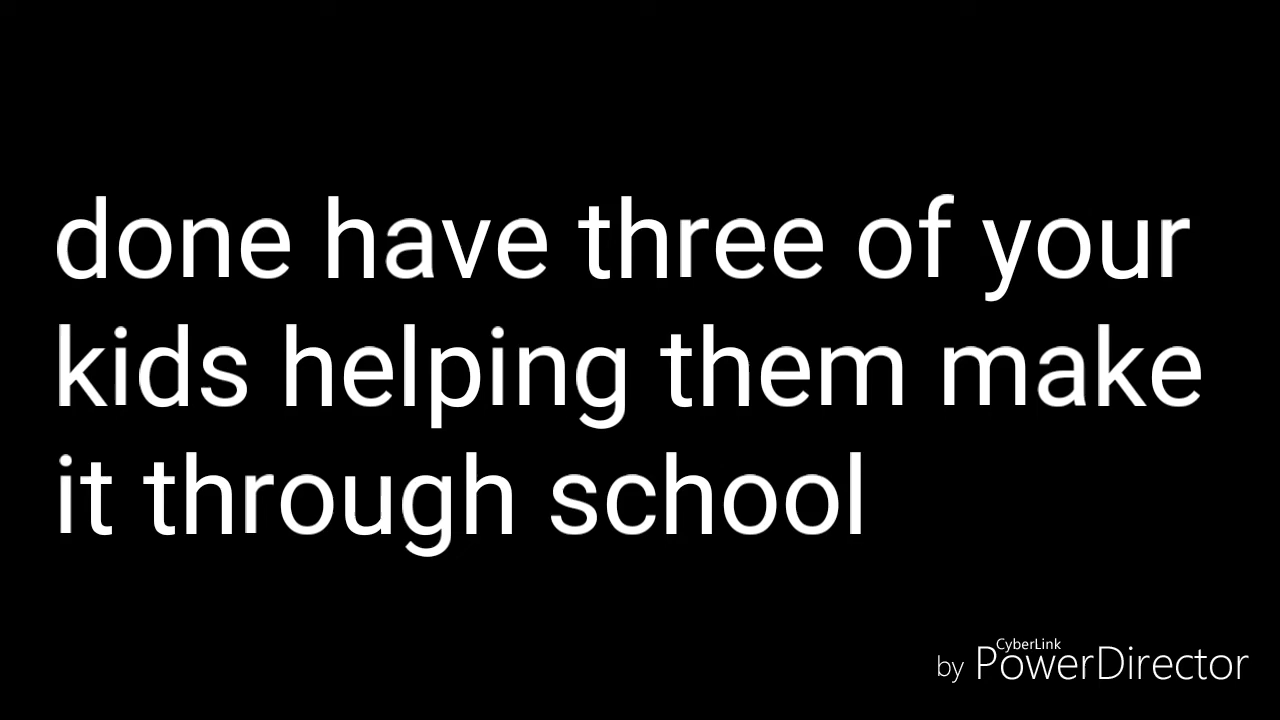 done have three of your
kids helping them make
it through school
CyberLink
by PowerDirector